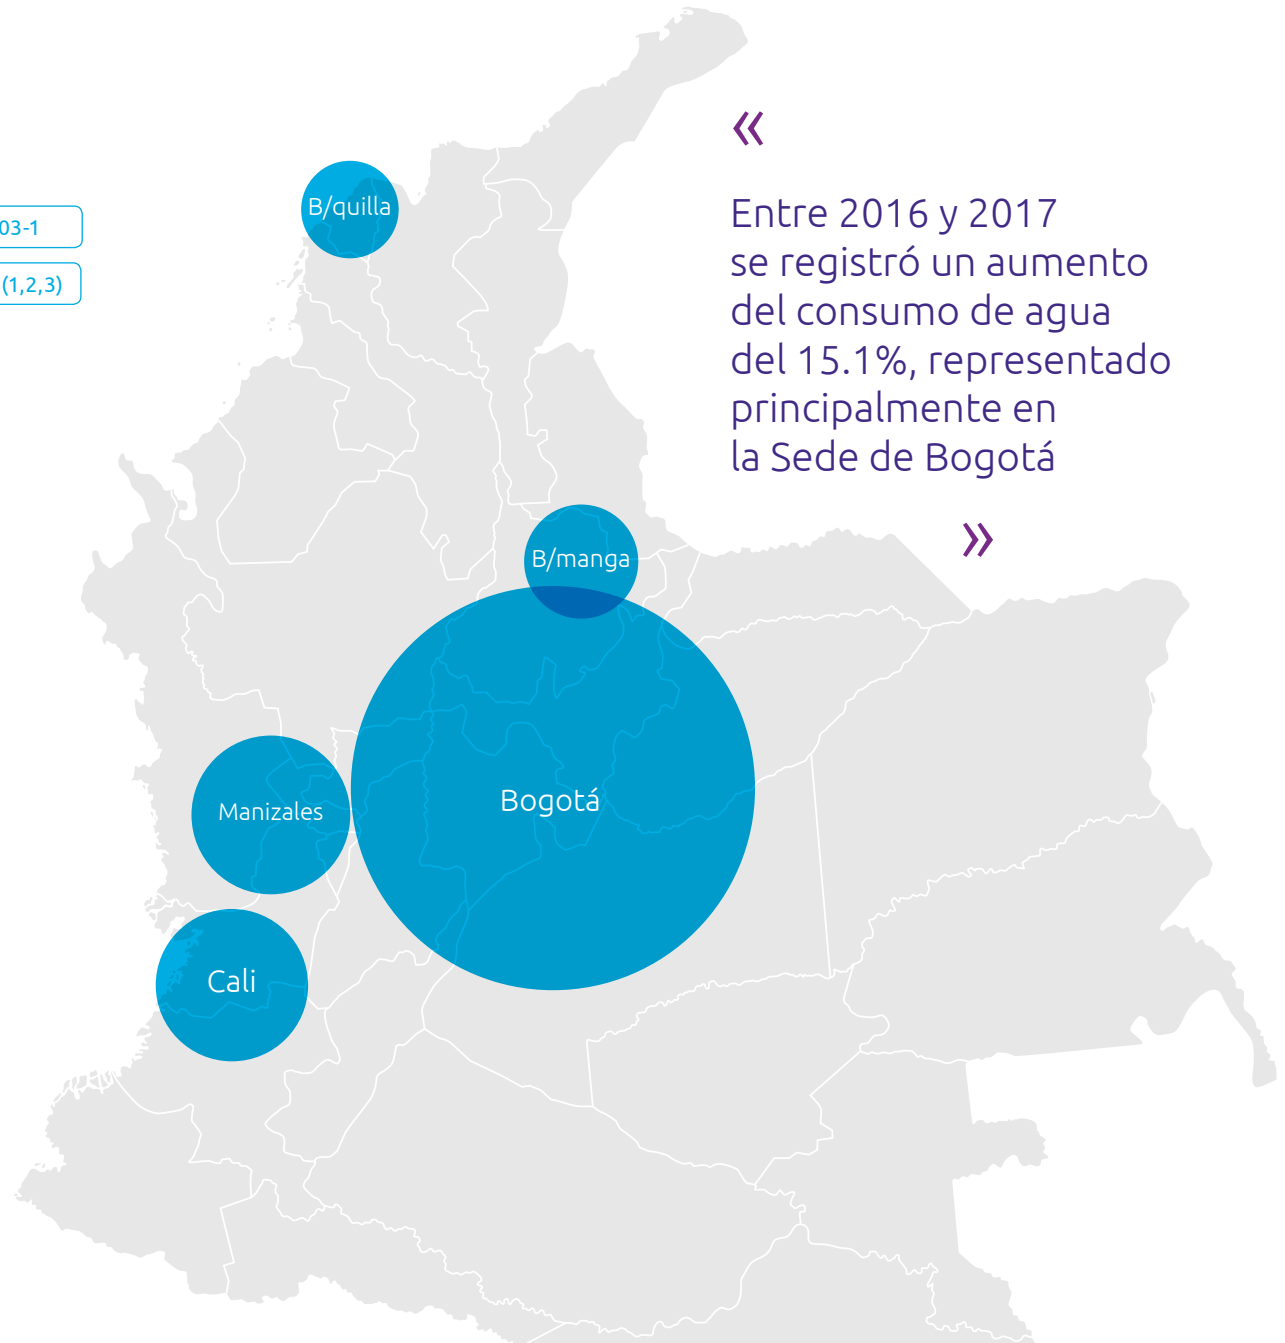 «
Entre 2016 y 2017
se registró un aumento
del consumo de agua
del 15.1%, representado
principalmente en
la Sede de Bogotá
»
03-1
(1,2,3)
B/quilla
B/manga
Bogotá
Manizales
Cali